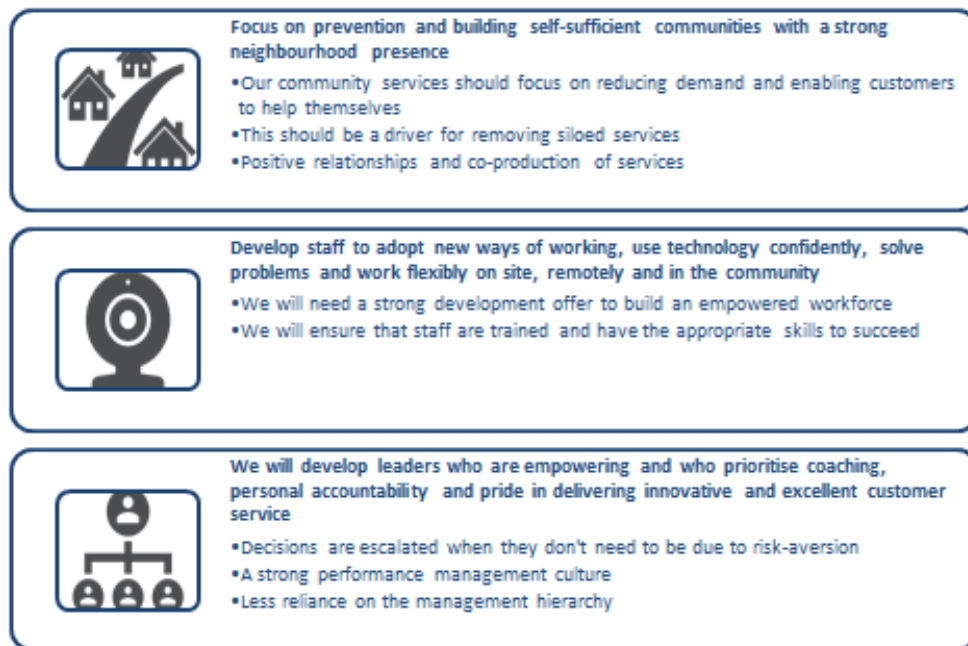 Focus on prevention and building self-sufficient communities with a strong
neighbourhood presence
•Our community services should focus on reducing demand and enabling customers
to help themselves
•This should be a driver for removing siloed services
•Positive relationships and co-production of services
Develop staff to adopt new ways of working, use technology confidently, solve
problems and work flexibly on site, remotely and in the community
•We will need a strong development offer to build an empowered workforce
•We will ensure that staff are trained and have the appropriate skills to succeed
We will develop leaders who are empowering and who prioritise coaching,
personal accountability and pride in delivering innovative and excellent customer
service
•Decisions are escalated when they don't need to be due to risk-aversion
•A strong performance management culture
•Less reliance on the management hierarchy